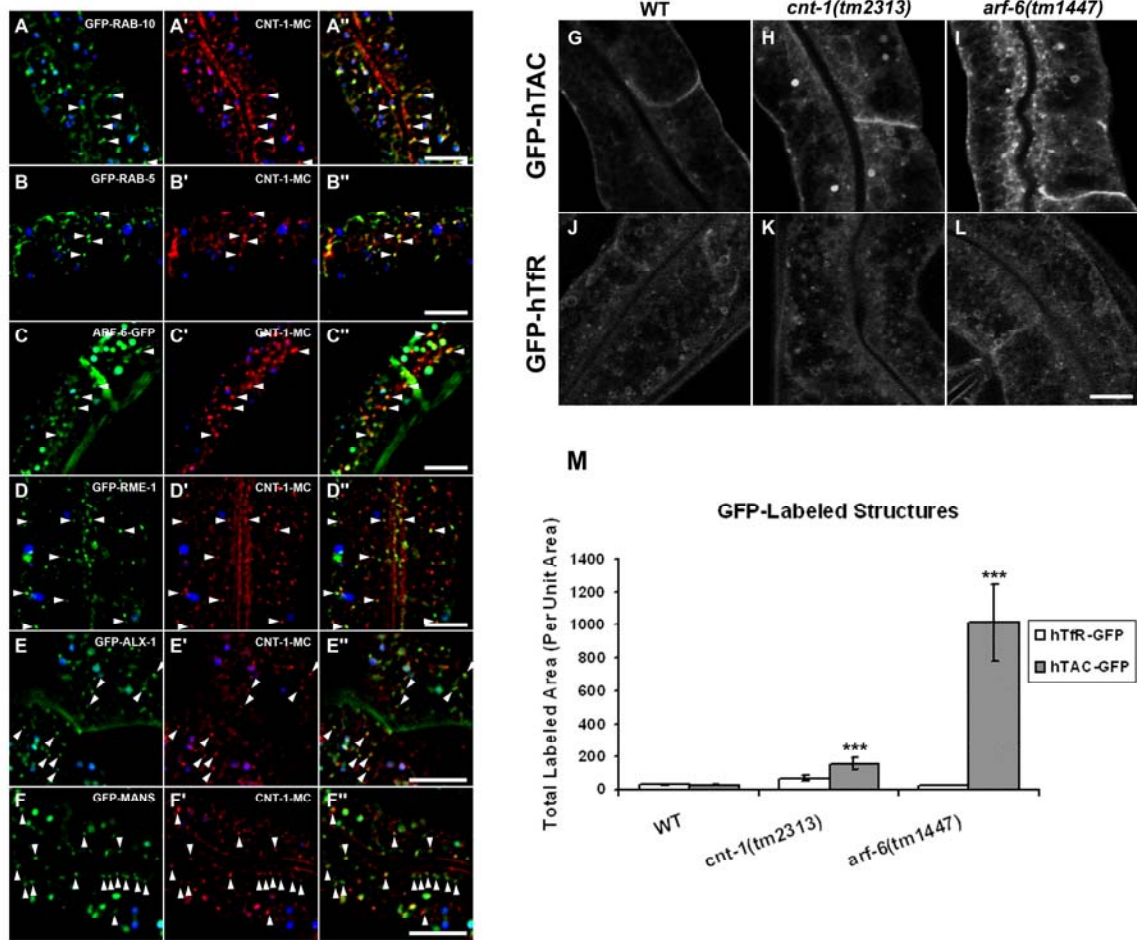 A GFP-RAB-10 A' CNT-1-MC A"
B GFP-RAB-5 B' CNT-1-MC B"
C ARF-6-GFP C' CNT-1-MC C"
D GFP-RME-1 D' CNT-1-MC D"
E GFP-ALX-1 E' CNT-1-MC E"
F GFP-MANS F' CNT-1-MC F"
WT cnt-1(tm2313) arf-6(tm1447)
GFP-hTAC
G H I
GFP-hTfR
J K L
M
GFP-Labeled Structures
Total Labeled Area (Per Unit Area)
1400
1200
1000
800
600
400
200
0
***
***
hTfR-GFP
hTAC-GFP
WT
cnt-1(tm2313)
arf-6(tm1447)